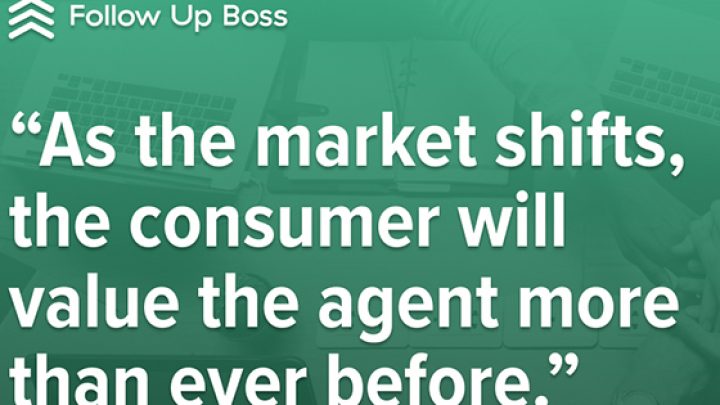 Follow Up Boss
“As the market shifts,
the consumer will
value the agent more
than ever before.”